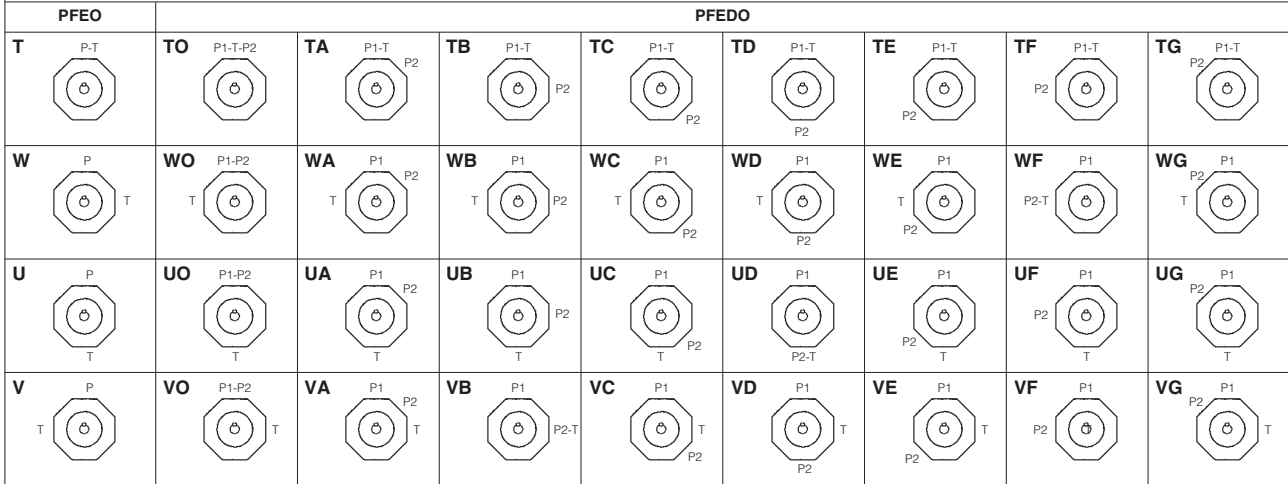 PFEO PFEDO
T P-T TO P1-T-P2 TA P1-T TB P1-T TC P1-T TD P1-T TE P1-T TF P1-T TG P1-T
P2 P2
P2 P2
P2 P2
P2
W P WO P1-P2 WA P1 WB P1 WC P1 WD P1 WE P1 WF P1 WG P1
P2 P2
T T T T P2 T T T P2-T T
P2 P2
P2
U P UO P1-P2 UA P1 UB P1 UC P1 UD P1 UE P1 UF P1 UG P1
P2 P2
P2 P2
P2 P2
T T T T T P2-T T T T
V P VO P1-P2 VA P1 VB P1 VC P1 VD P1 VE P1 VF P1 VG P1
P2 P2
T T T P2-T T T T P2 T
P2 P2
P2